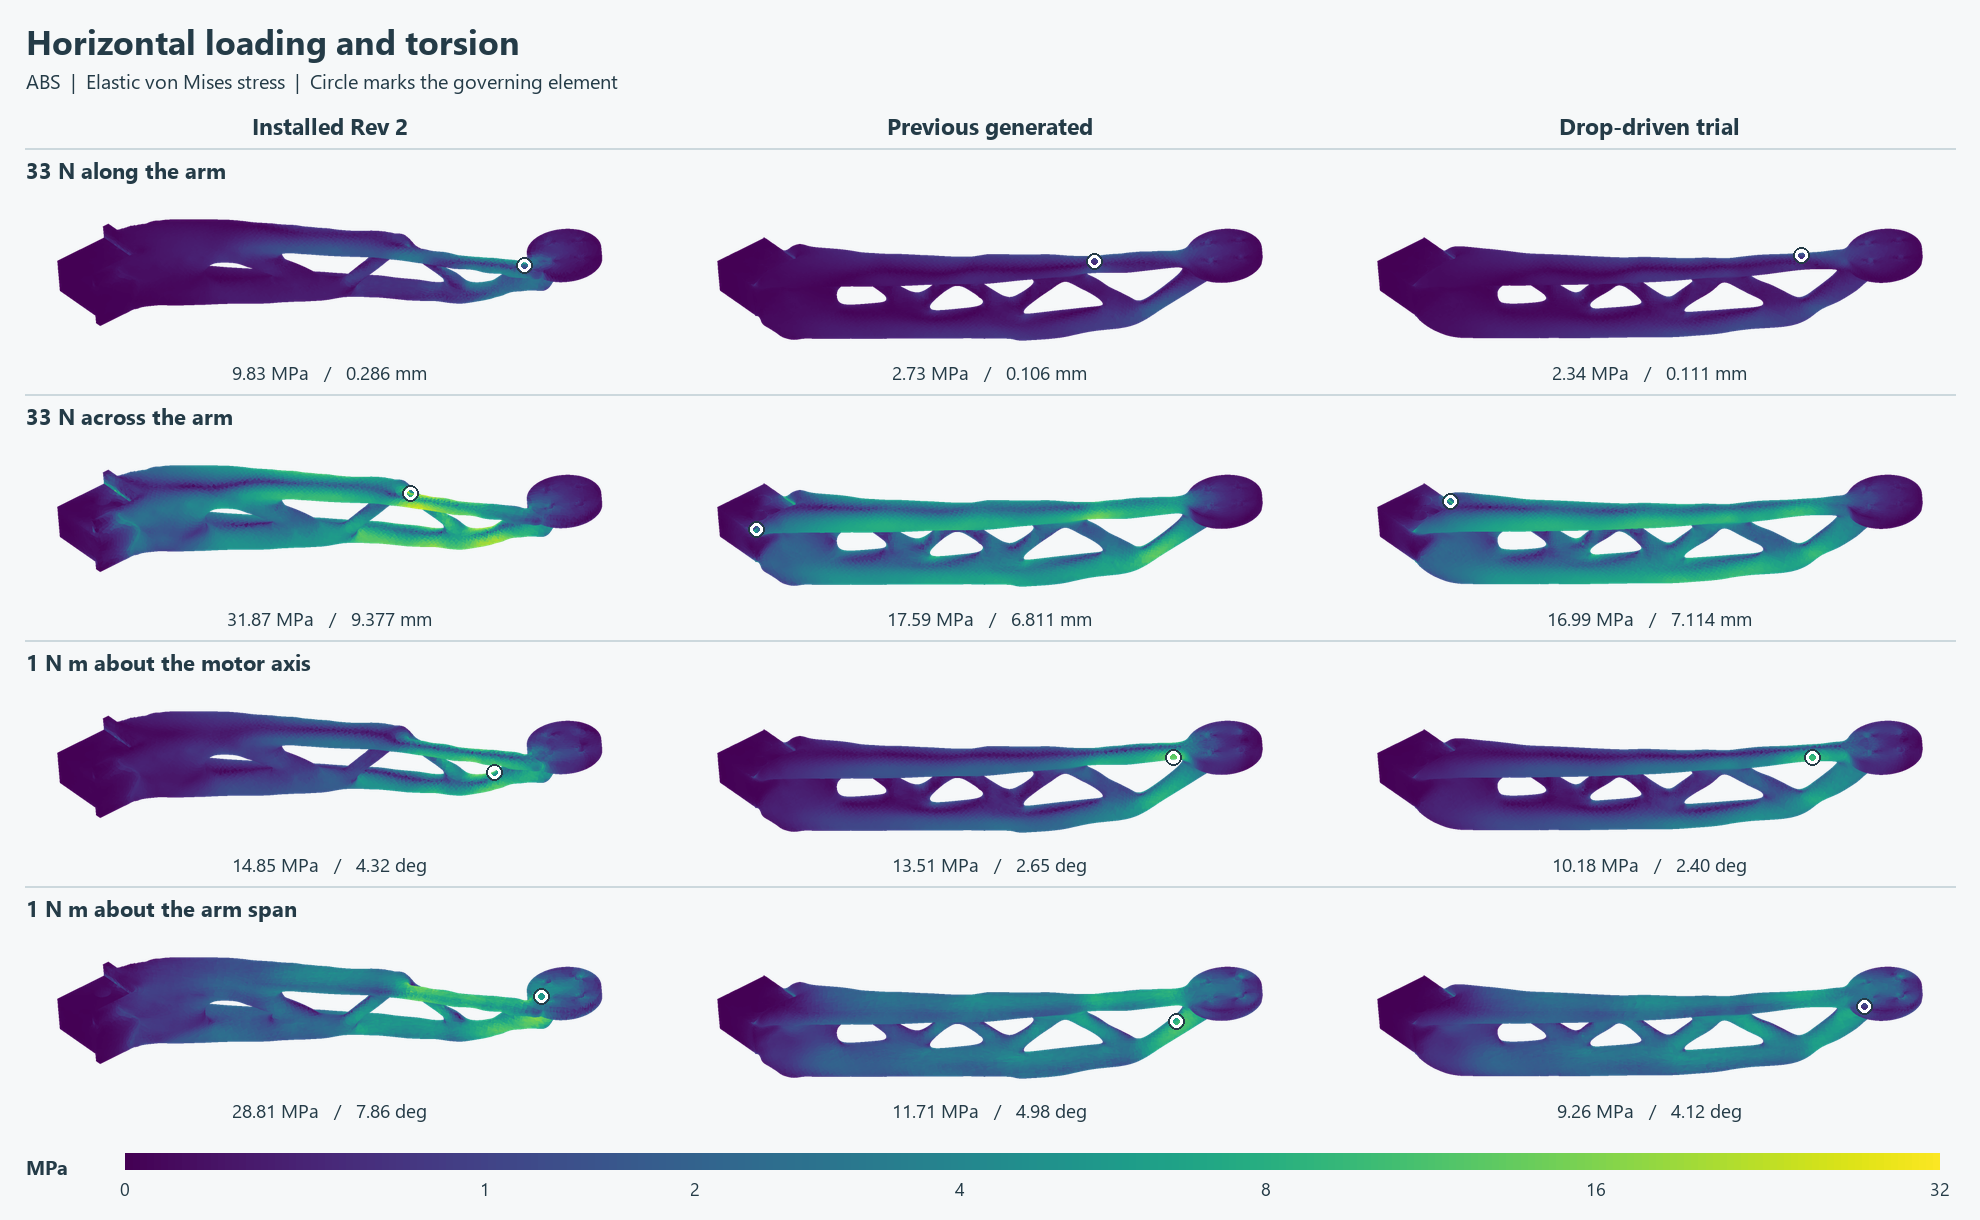 Horizontal loading and torsion
ABS | Elastic von Mises stress | Circle marks the governing element
Installed Rev 2 Previous generated Drop-driven trial
33 N along the arm
9.83 MPa / 0.286 mm 2.73 MPa / 0.106 mm 2.34 MPa / 0.111 mm
33 N across the arm
31.87 MPa / 9.377 mm 17.59 MPa / 6.811 mm 16.99 MPa / 7.114 mm
1 N m about the motor axis
14.85 MPa / 4.32 deg 13.51 MPa / 2.65 deg 10.18 MPa / 2.40 deg
1 N m about the arm span
28.81 MPa / 7.86 deg 11.71 MPa / 4.98 deg 9.26 MPa / 4.12 deg
MPa
0 1 2 4 8 16 32